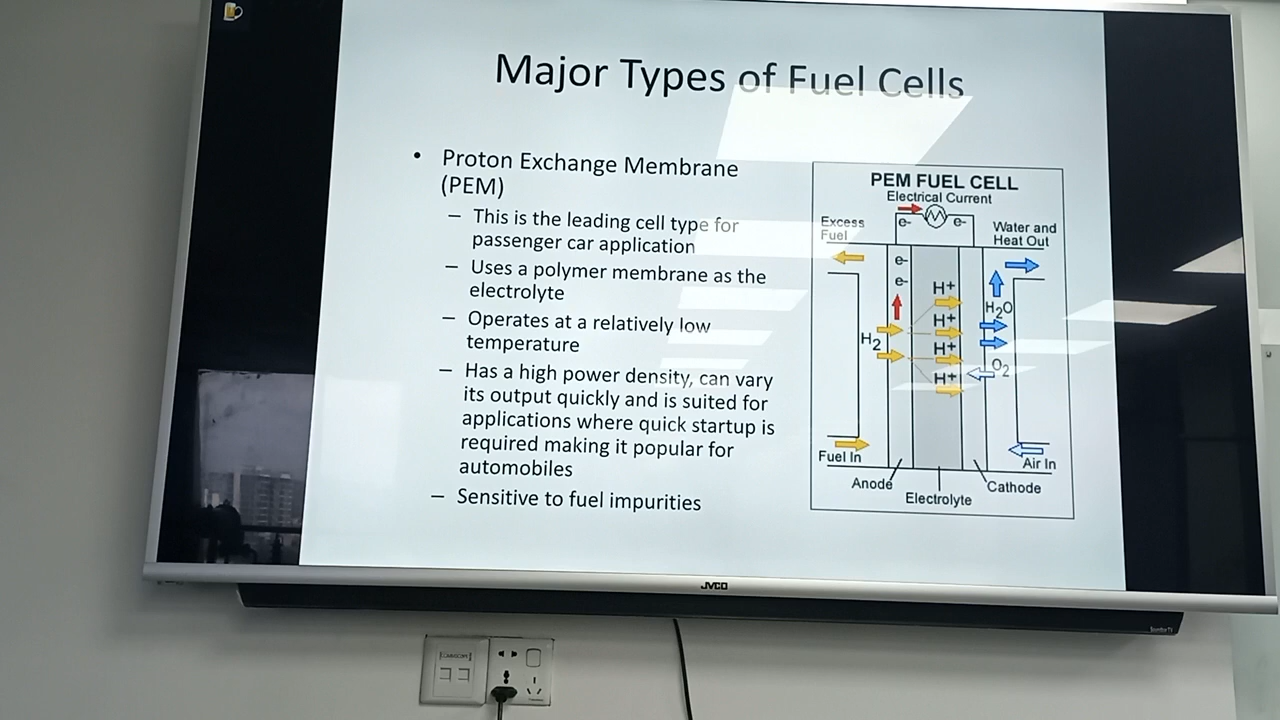 Major Types of Fuel Cells
• Proton Exchange Membrane
(PEM)
– This is the leading cell type for
passenger car application
– Uses a polymer membrane as the
electrolyte
– Operates at a relatively low
temperature
– Has a high power density, can vary
its output quickly and is suited for
applications where quick startup is
required making it popular for
automobiles
– Sensitive to fuel impurities
PEM FUEL CELL
Electrical Current
e- e-
Excess
Fuel
Water and
Heat Out
e-
e-
H+
H+
H+
H+
H2
H2O
O2
Fuel In
Air In
Anode
Electrolyte
Cathode
JVCO